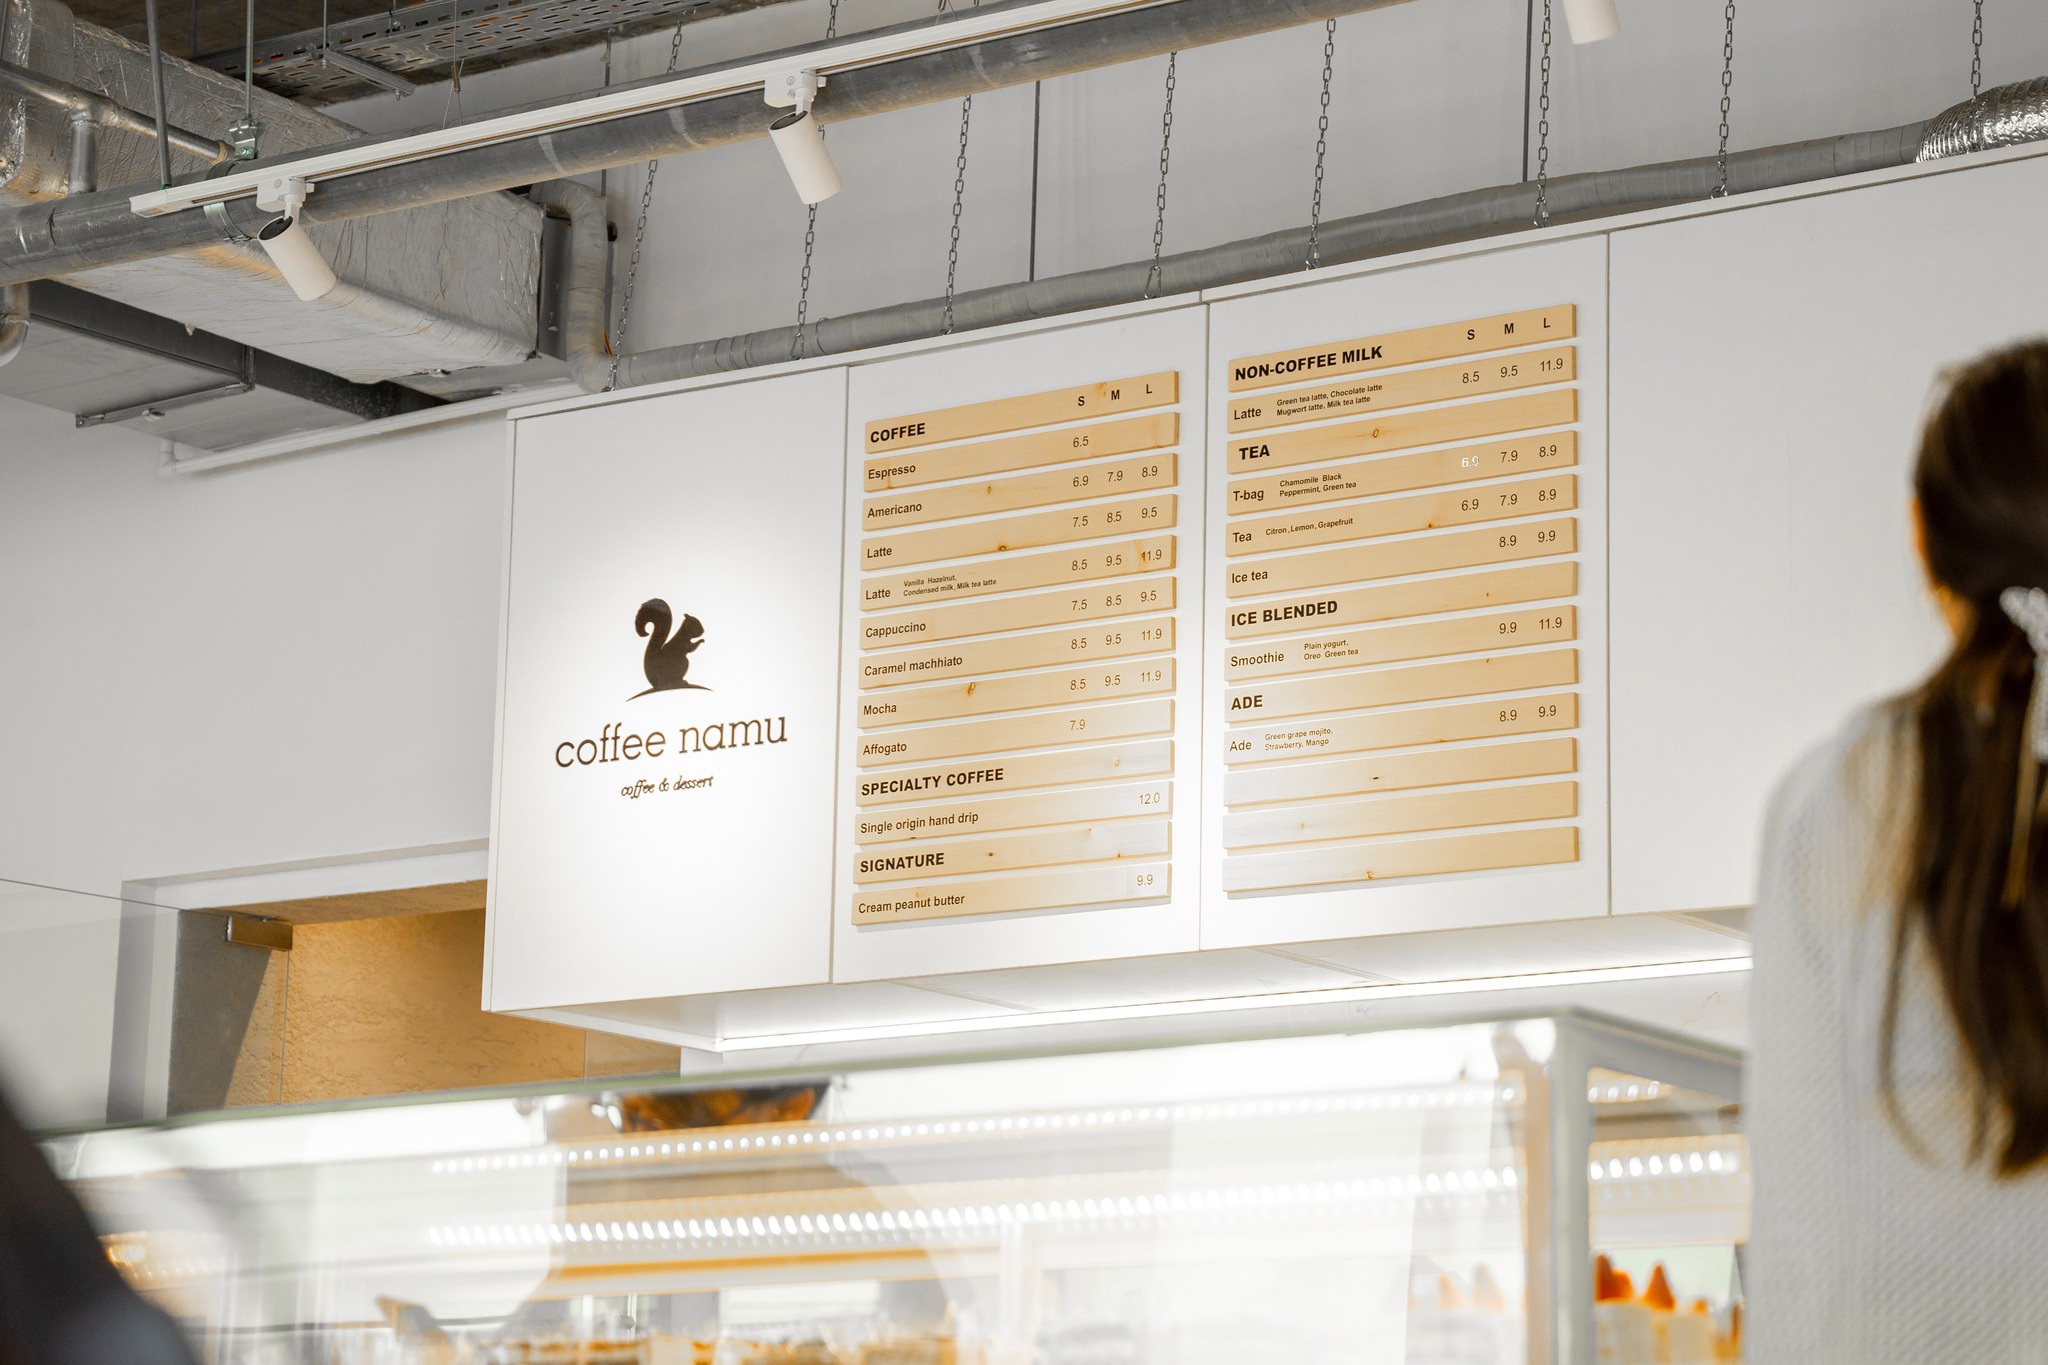 coffee namu
coffee & dessert
COFFEE S M L
Espresso 6.5
Americano 6.9 7.9 8.9
Latte 7.5 8.5 9.5
Latte Vanilla Hazelnut, 8.5 9.5 11.9
Condensed milk, Milk tea latte
Cappuccino 7.5 8.5 9.5
Caramel machhiato 8.5 9.5 11.9
Mocha 8.5 9.5 11.9
Affogato 7.9
SPECIALTY COFFEE
Single origin hand drip 12.0
SIGNATURE
Cream peanut butter 9.9
NON-COFFEE MILK S M L
Latte Green tea latte, Chocolate latte 8.5 9.5 11.9
Mugwort latte, Milk tea latte
TEA
T-bag Chamomile Black 6.9 7.9 8.9
Peppermint, Green tea
Tea Citron, Lemon, Grapefruit 6.9 7.9 8.9
Ice tea 8.9 9.9
ICE BLENDED
Smoothie Plain yogurt, 9.9 11.9
Oreo Green tea
ADE
Ade Green grape mojito, 8.9 9.9
Strawberry, Mango